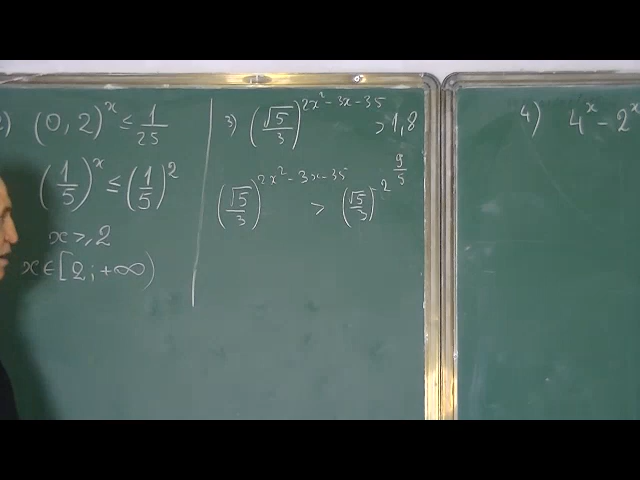 2) (0,2)^x ≤ 1/25
(1/5)^x ≤ (1/5)^2
x ≥ 2
x ∈ [2; +∞)
3) (√5/3)^(2x² - 3x - 35) > 1,8
9/5
(√5/3)^(2x² - 3x - 35) > (√5/3)^(-2)
4) 4^x - 2^x